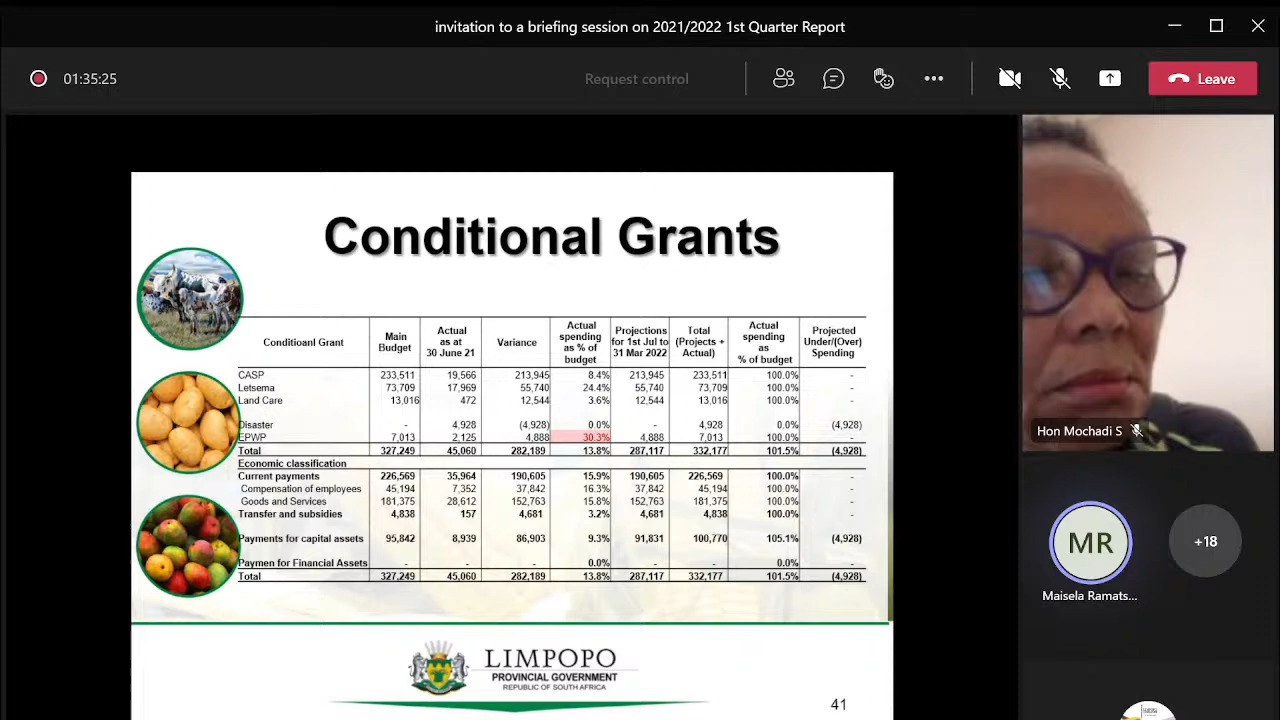 invitation to a briefing session on 2021/2022 1st Quarter Report
01:35:25
Request control
Leave
Conditional Grants
Conditioanl Grant Main Budget Actual as at 30 June 21 Variance Actual spending as % of budget Projections for 1st Jul to 31 Mar 2022 Total (Projects + Actual) Actual spending as % of budget Projected Under/(Over) Spending
CASP 233,511 19,566 213,945 8.4% 213,945 233,511 100.0% -
Letsema 73,709 17,969 55,740 24.4% 55,740 73,709 100.0% -
Land Care 13,016 472 12,544 3.6% 12,544 13,016 100.0% -
Disaster - 4,928 (4,928) 0.0% - 4,928 0.0% (4,928)
EPWP 7,013 2,125 4,888 30.3% 4,888 7,013 100.0% -
Total 327,249 45,060 282,189 13.8% 287,117 332,177 101.5% (4,928)
Economic classification
Current payments 226,569 35,964 190,605 15.9% 190,605 226,569 100.0% -
Compensation of employees 45,194 7,352 37,842 16.3% 37,842 45,194 100.0% -
Goods and Services 181,375 28,612 152,763 15.8% 152,763 181,375 100.0% -
Transfer and subsidies 4,838 157 4,681 3.2% 4,681 4,838 100.0% -
Payments for capital assets 95,842 8,939 86,903 9.3% 91,831 100,770 105.1% (4,928)
Paymen for Financial Assets - - - 0.0% - - 0.0% -
Total 327,249 45,060 282,189 13.8% 287,117 332,177 101.5% (4,928)
LIMPOPO
PROVINCIAL GOVERNMENT
REPUBLIC OF SOUTH AFRICA
41
Hon Mochadi S
MR
+18
Maisela Ramats...